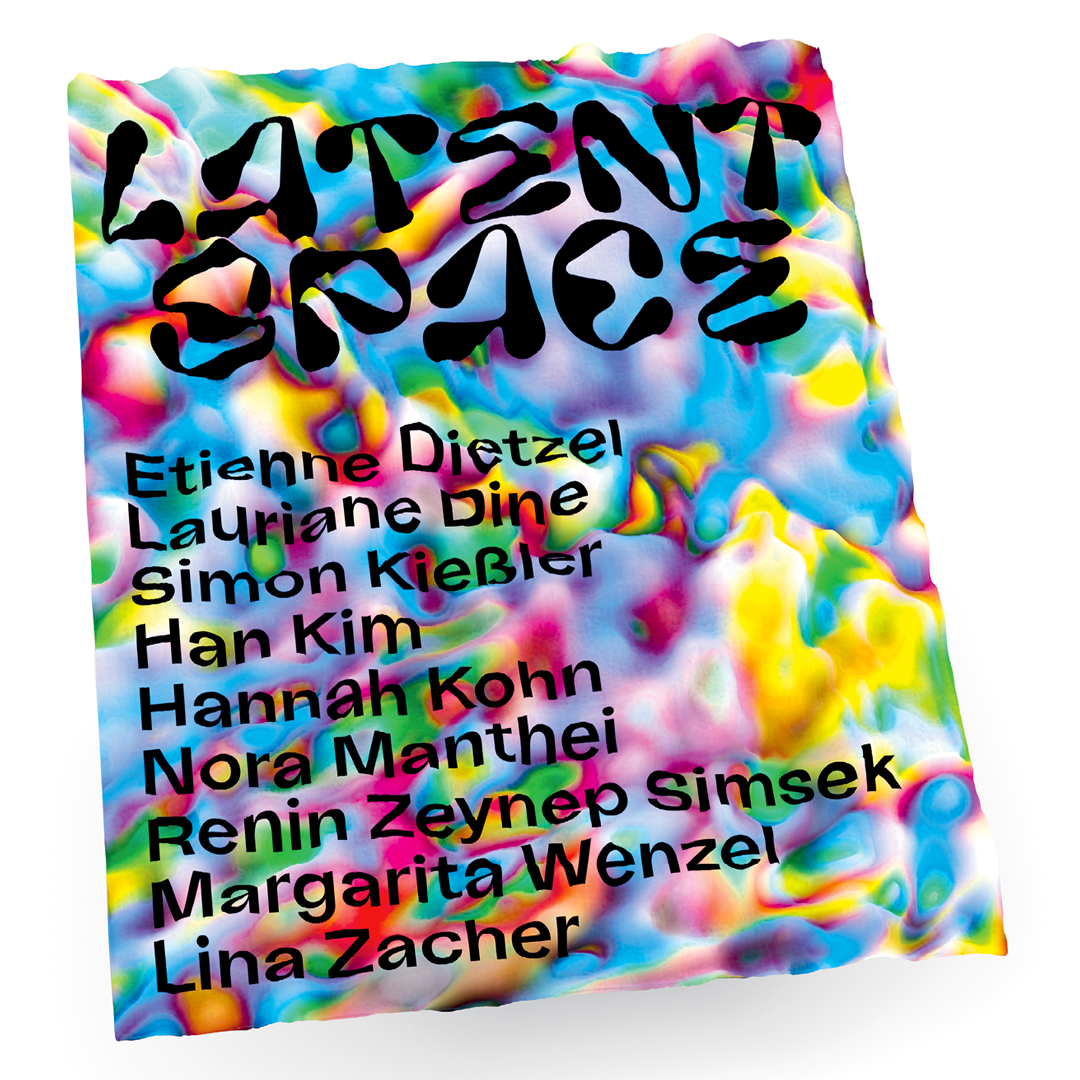 LATENT
SPACE
Etienne Dietzel
Lauriane Dine
Simon Kießler
Han Kim
Hannah Kohn
Nora Manthei
Renin Zeynep Simsek
Margarita Wenzel
Lina Zacher